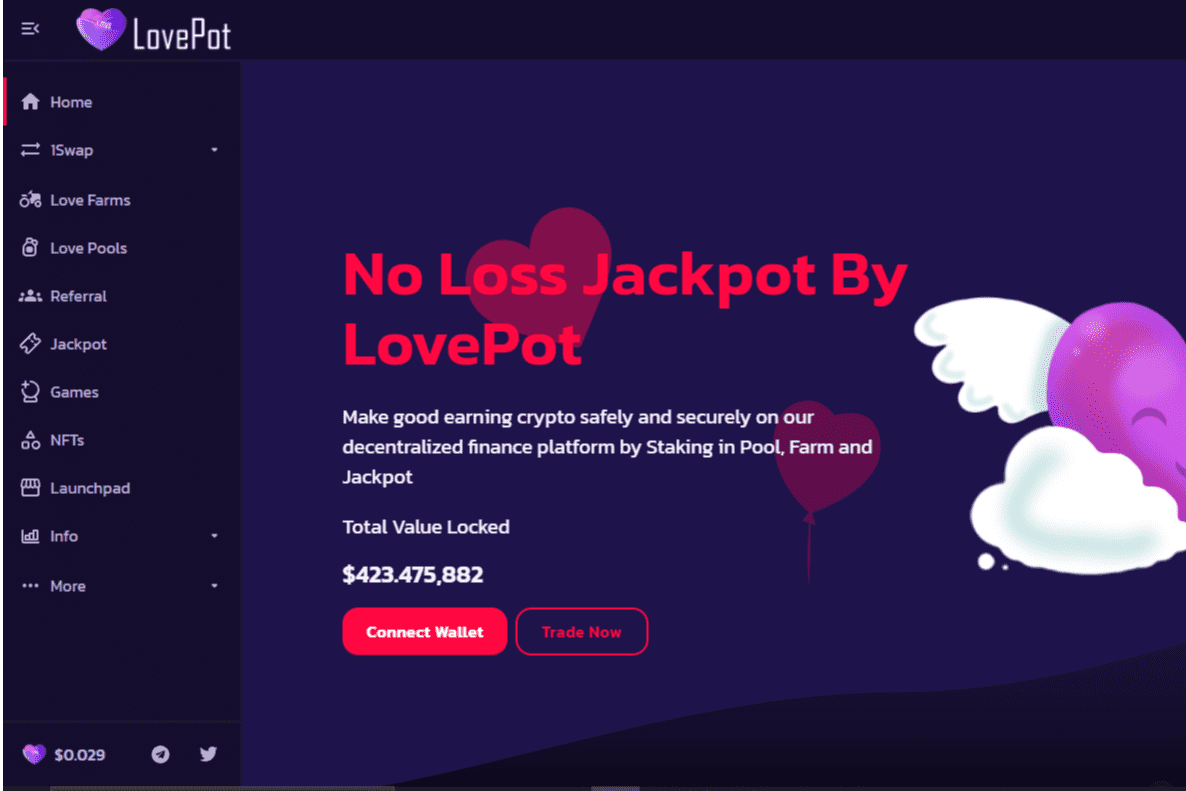 LovePot
Home
1Swap
Love Farms
Love Pools
Referral
Jackpot
Games
NFTs
Launchpad
Info
More
$0.029
No Loss Jackpot By
LovePot
Make good earning crypto safely and securely on our
decentralized finance platform by Staking in Pool, Farm and
Jackpot
Total Value Locked
$423.475,882
Connect Wallet
Trade Now